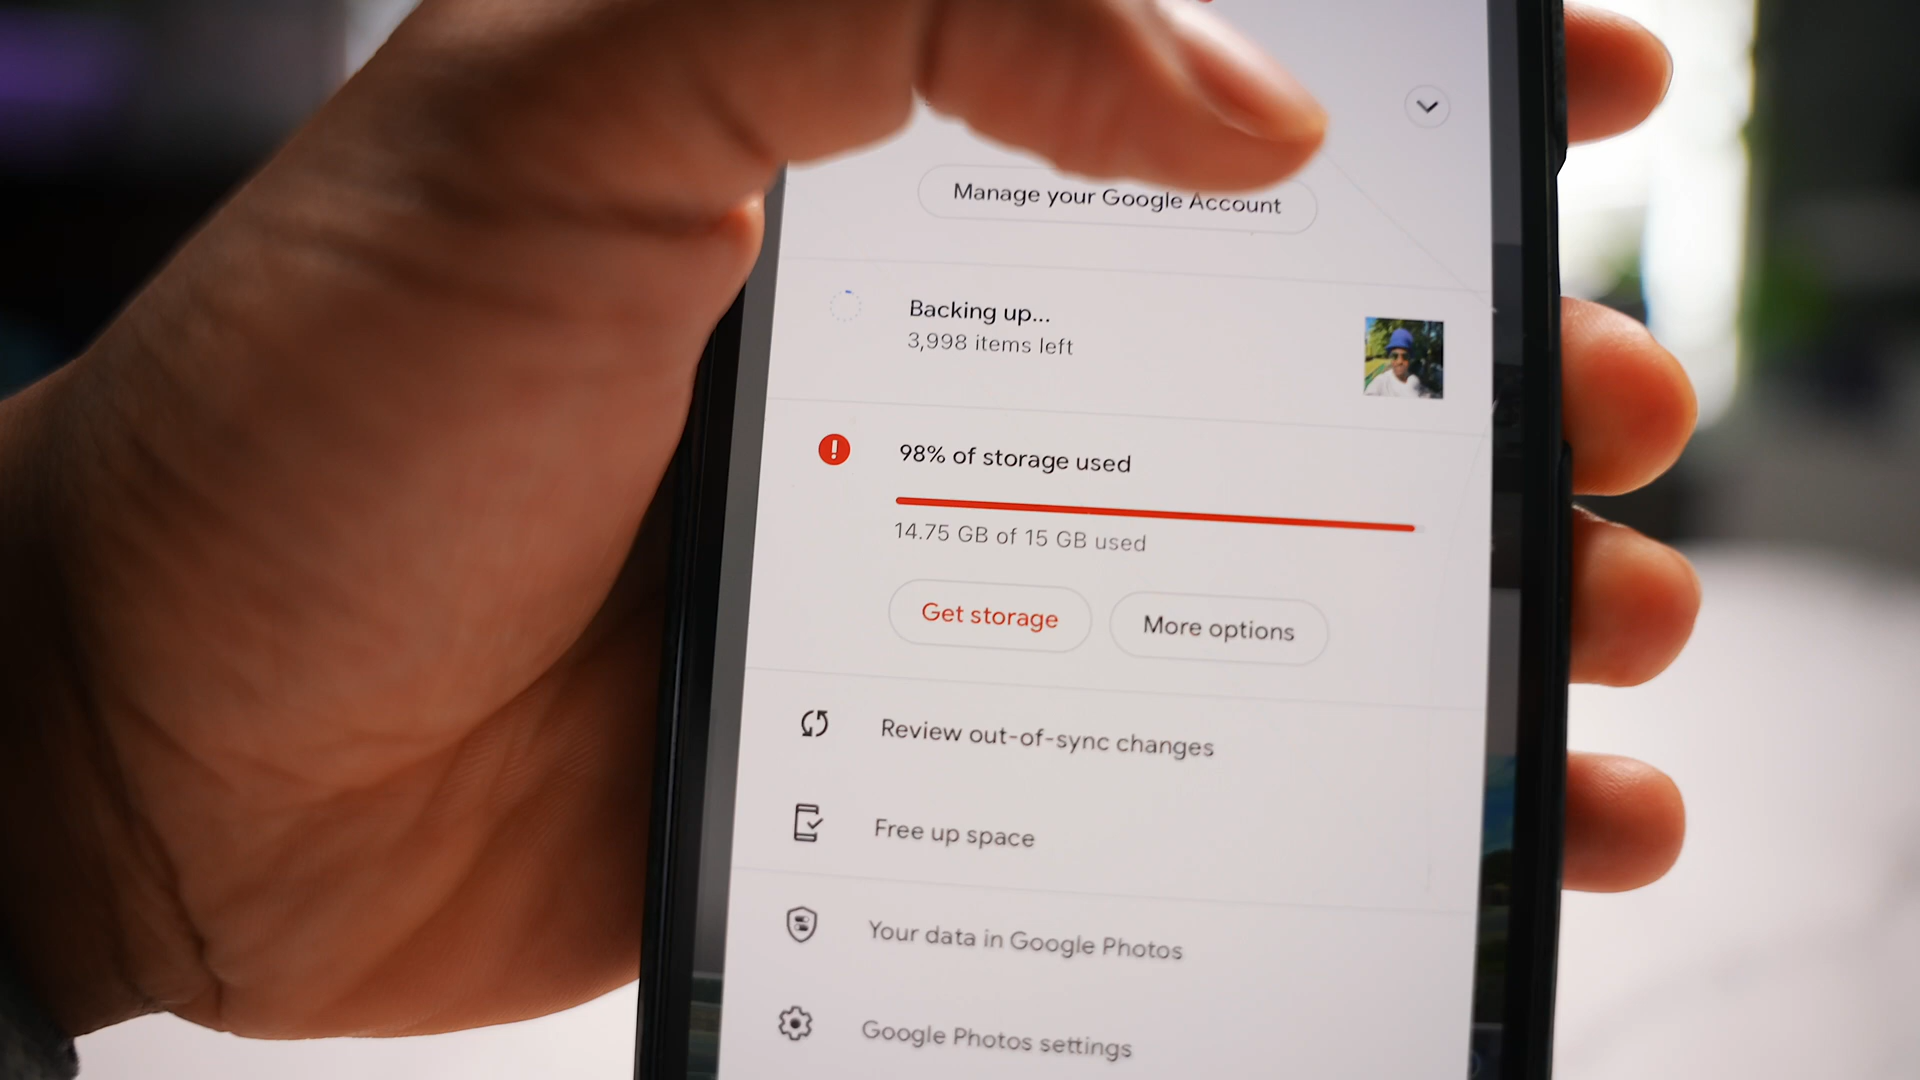 Manage your Google Account
Backing up...
3,998 items left
98% of storage used
14.75 GB of 15 GB used
Get storage
More options
Review out-of-sync changes
Free up space
Your data in Google Photos
Google Photos settings